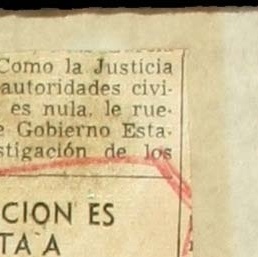 Como la Justicia
autoridades civi-
es nula, le rue-
Gobierno Esta-
stigación de los
CION ES
TA A